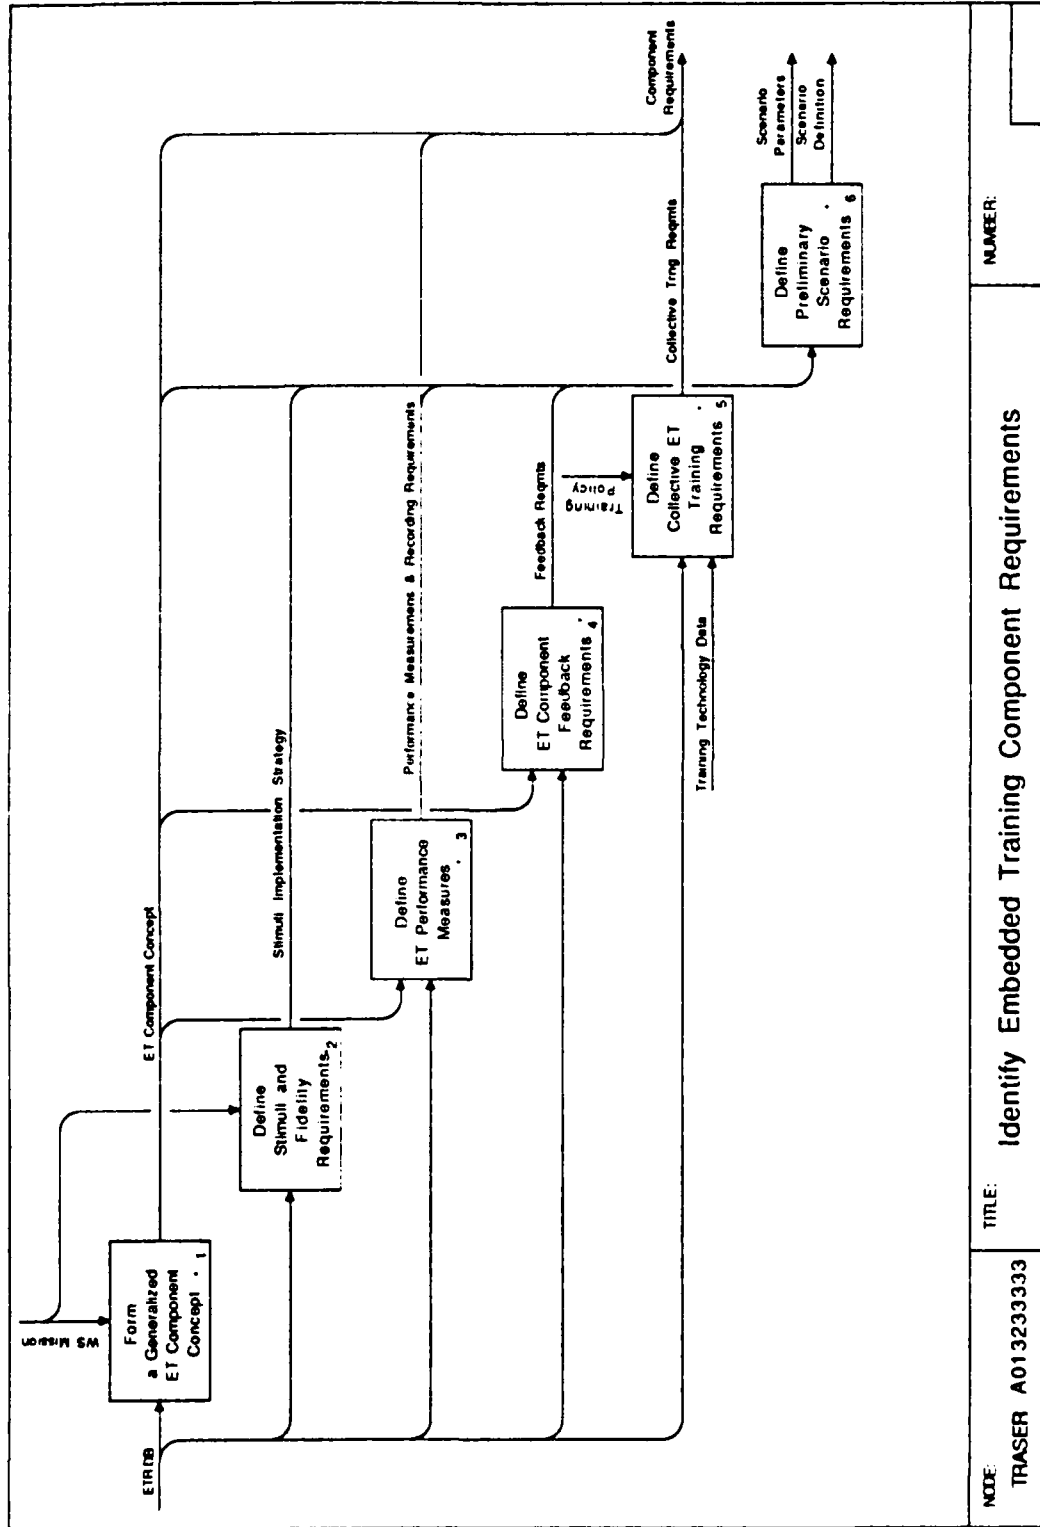 WS Mission
ETR DB
Form
a Generalized
ET Component
Concept . 1
ET Component Concept
Define
Stimuli and
Fidelity
Requirements 2
Stimuli Implementation Strategy
Define
ET Performance
Measures . 3
Performance Measurement & Recording Requirements
Define
ET Component
Feedback
Requirements 4
Feedback Reqmts
Training
Policy
Define
Collective ET
Training
Requirements 5
Training Technology Data
Collective Trng Reqmts
Component
Requirements
Define
Preliminary
Scenario
Requirements 6
Scenario
Parameters
Scenario
Definition
NODE:
TRASER A013233333
TITLE:
Identify Embedded Training Component Requirements
NUMBER: